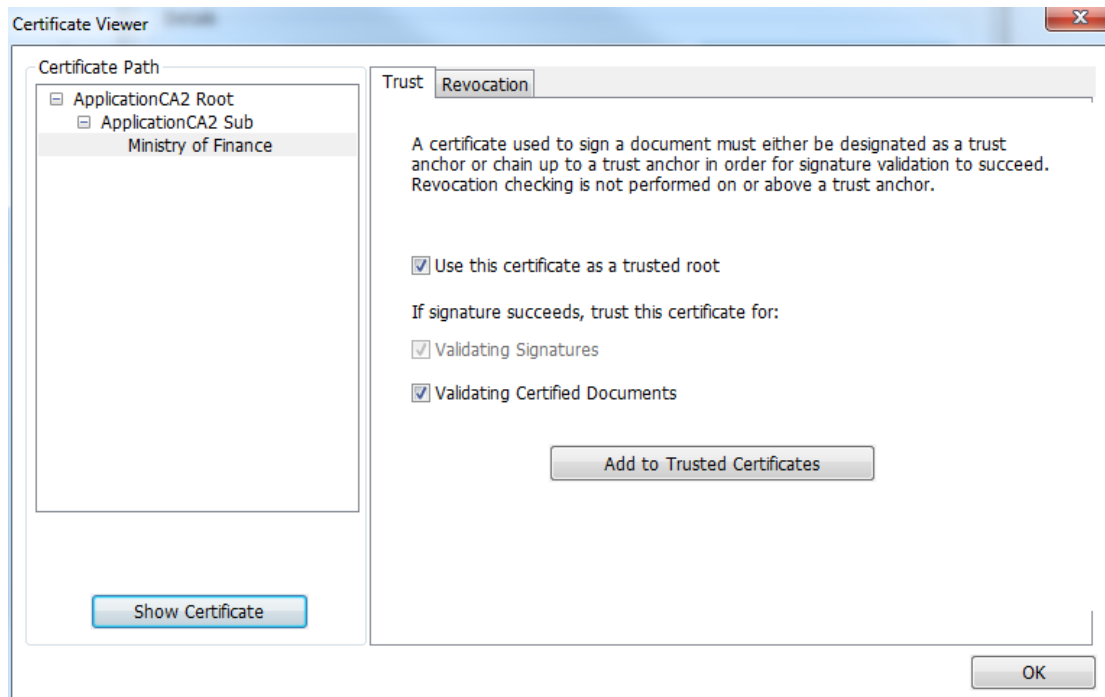 Certificate Viewer
Details
Certificate Path
ApplicationCA2 Root
ApplicationCA2 Sub
Ministry of Finance
Show Certificate
Trust
Revocation
A certificate used to sign a document must either be designated as a trust
anchor or chain up to a trust anchor in order for signature validation to succeed.
Revocation checking is not performed on or above a trust anchor.
Use this certificate as a trusted root
If signature succeeds, trust this certificate for:
Validating Signatures
Validating Certified Documents
Add to Trusted Certificates
OK